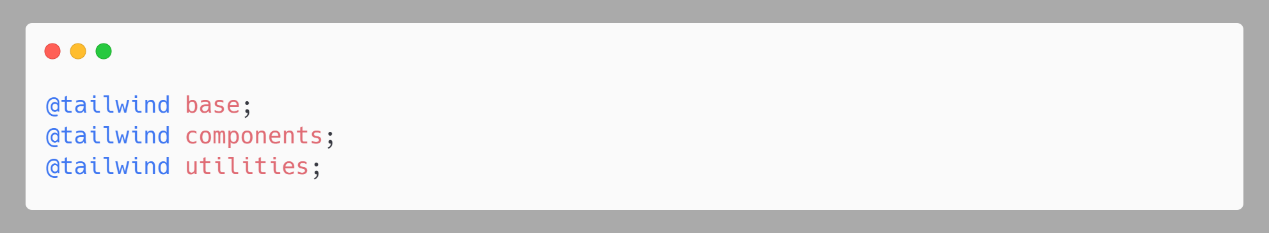 @tailwind base;
@tailwind components;
@tailwind utilities;